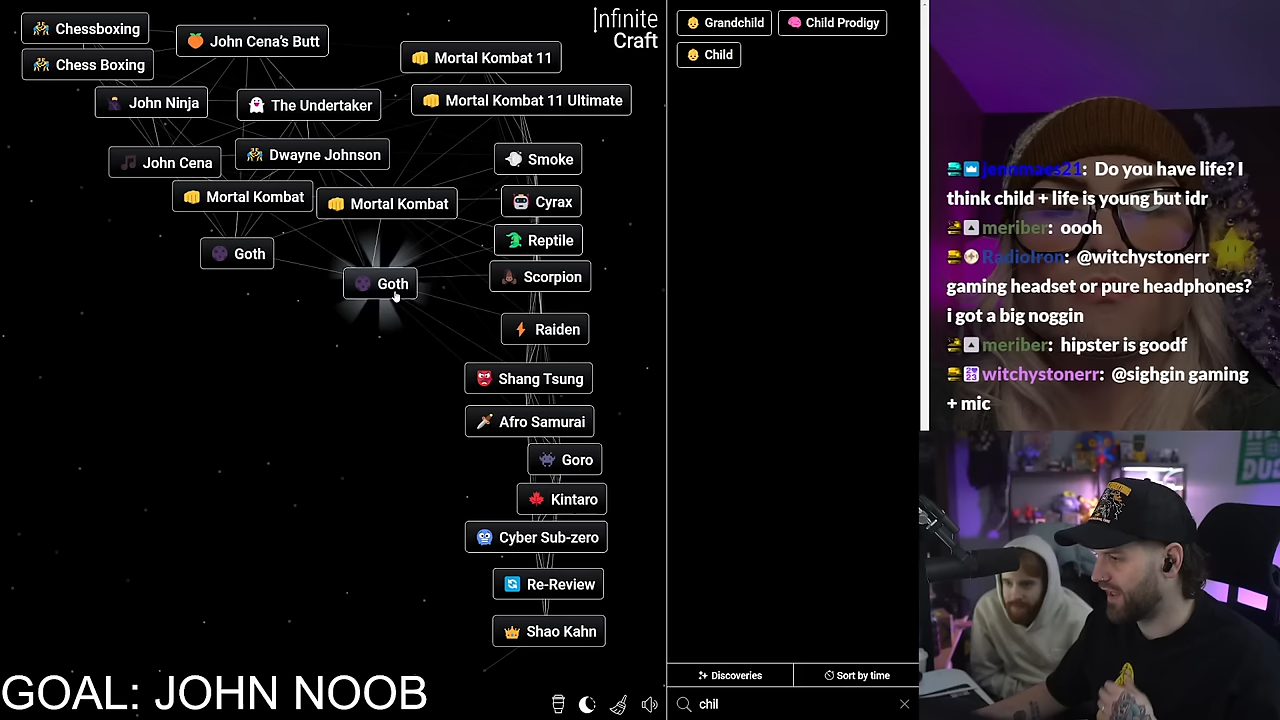 Chessboxing
Chess Boxing
John Cena's Butt
Mortal Kombat 11
Infinite
Craft
John Ninja
The Undertaker
Mortal Kombat 11 Ultimate
John Cena
Dwayne Johnson
Smoke
Mortal Kombat
Mortal Kombat
Cyrax
Goth
Reptile
Goth
Scorpion
Raiden
Shang Tsung
Afro Samurai
Goro
Kintaro
Cyber Sub-zero
Re-Review
Shao Kahn
GOAL: JOHN NOOB
Grandchild
Child Prodigy
Child
Discoveries
Sort by time
chil
jennmaes21: Do you have life? I
think child + life is young but idr
meriber: oooh
RadioIron: @witchystonerr
gaming headset or pure headphones?
i got a big noggin
meriber: hipster is goodf
witchystonerr: @sighgin gaming
+ mic